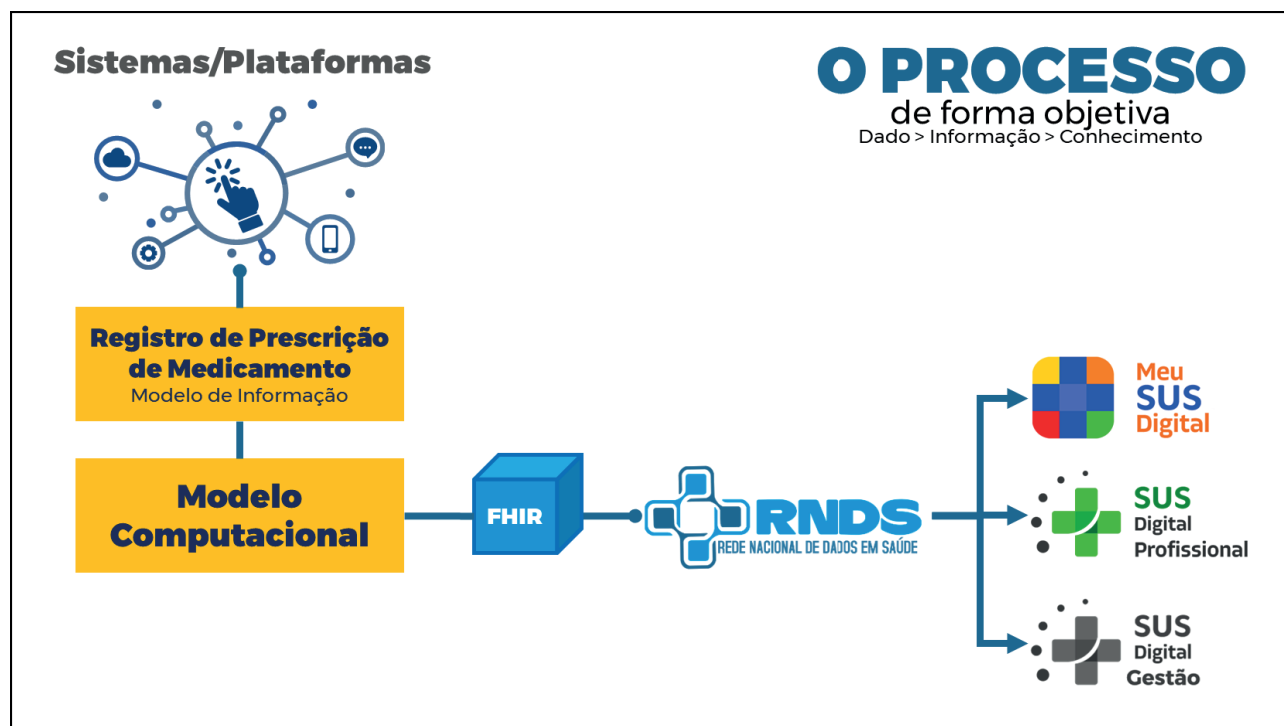 Sistemas/Plataformas
O PROCESSO
de forma objetiva
Dado > Informação > Conhecimento
Registro de Prescrição
de Medicamento
Modelo de Informação
Modelo
Computacional
FHIR
RNDS
REDE NACIONAL DE DADOS EM SAÚDE
Meu
SUS
Digital
SUS
Digital
Profissional
SUS
Digital
Gestão